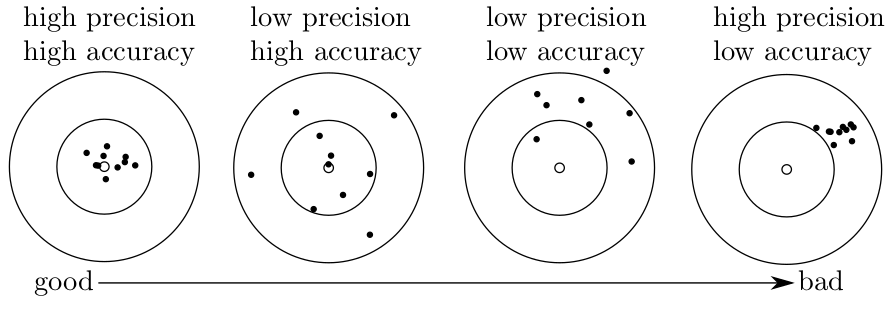 high precision
high accuracy
low precision
high accuracy
low precision
low accuracy
high precision
low accuracy
good
bad